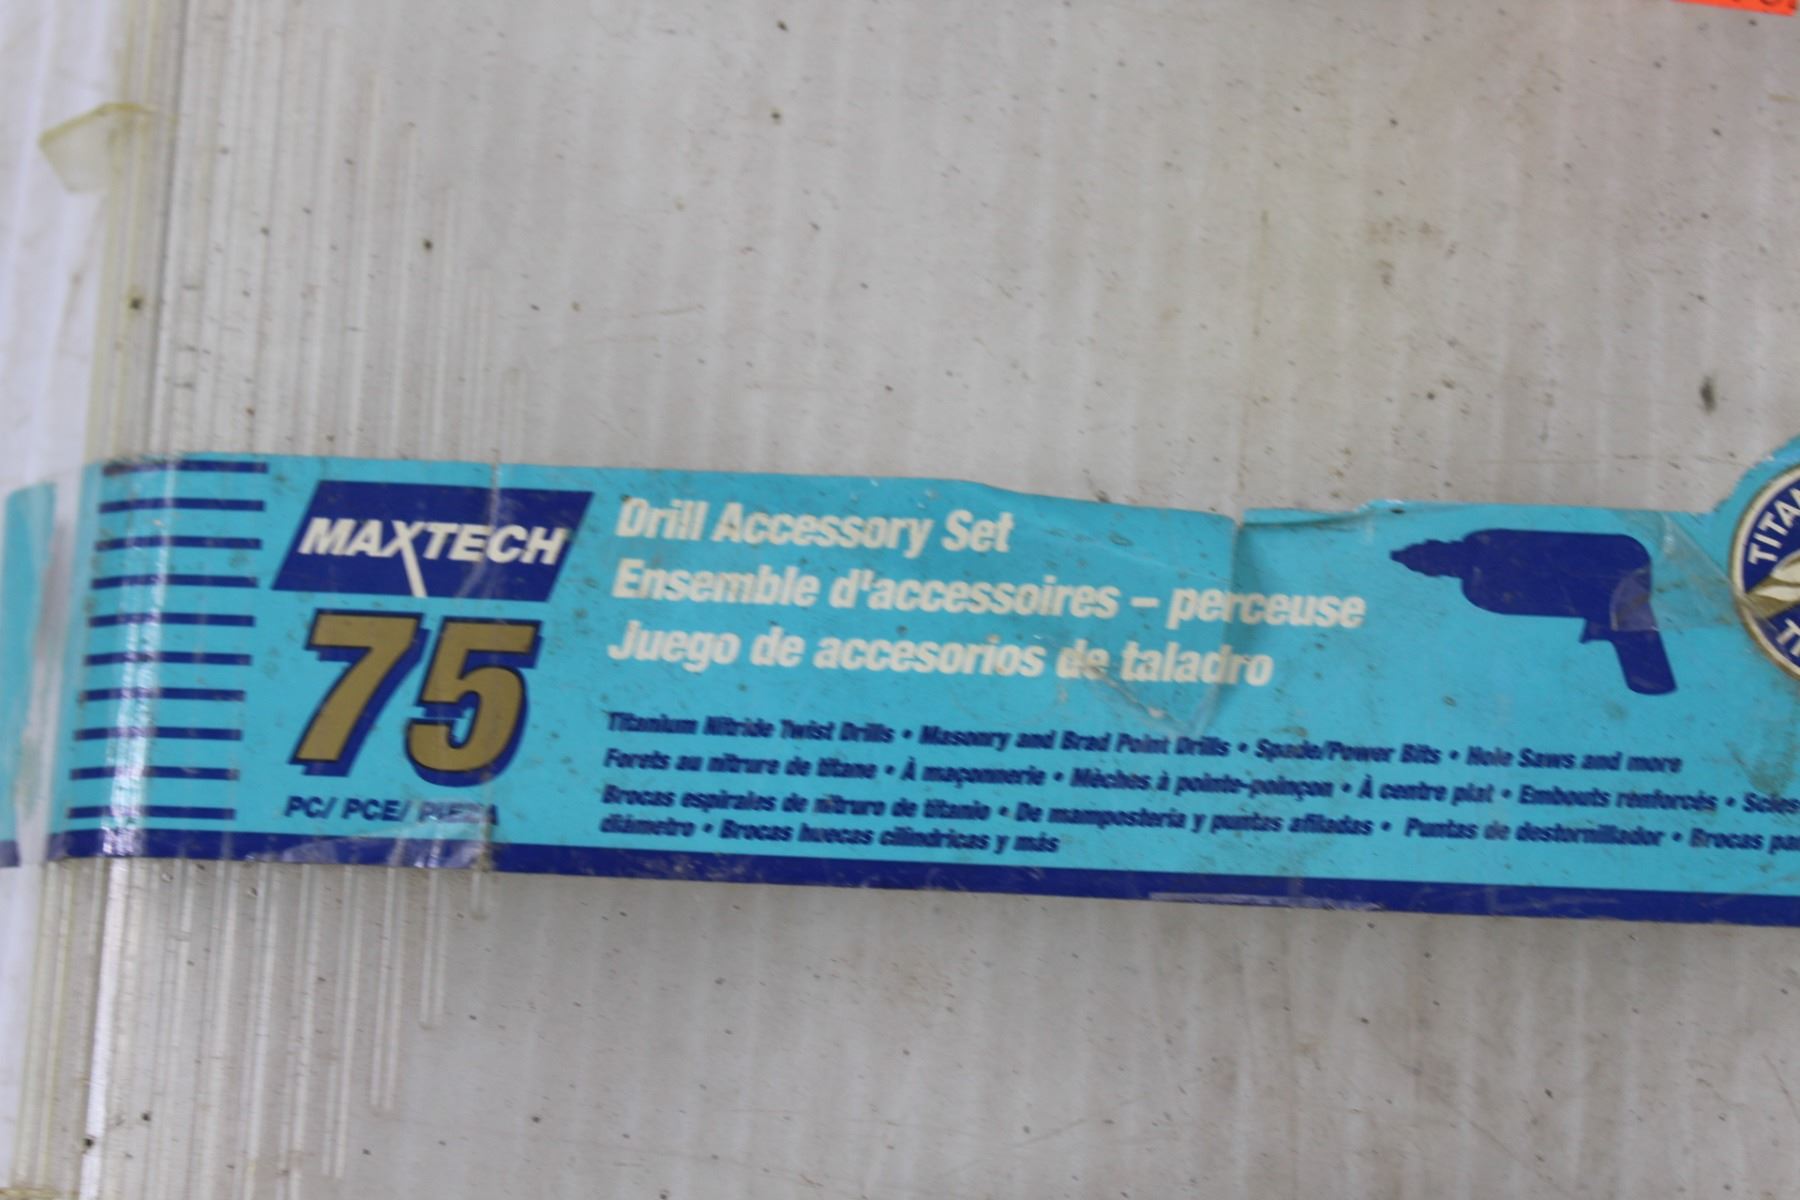 MAXTECH
75
PC/ PCE/ PIEZA
Drill Accessory Set
Ensemble d'accessoires – perceuse
Juego de accesorios de taladro
Titanium Nitride Twist Drills • Masonry and Brad Point Drills • Spade/Power Bits • Hole Saws and more
Forets au nitrure de titane • À maçonnerie • Mèches à pointe-poinçon • À centre plat • Embouts renforcés • Scies
Brocas espirales de nitruro de titanio • De mampostería y puntas afiladas • Puntas de destornillador • Brocas
diámetro • Brocas huecas cilíndricas y más